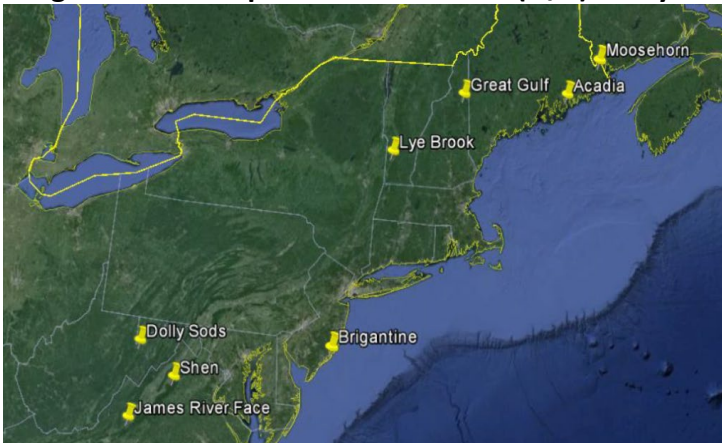 Moosehorn
Great Gulf
Acadia
Lye Brook
Dolly Sods
Brigantine
Shen
James River Face